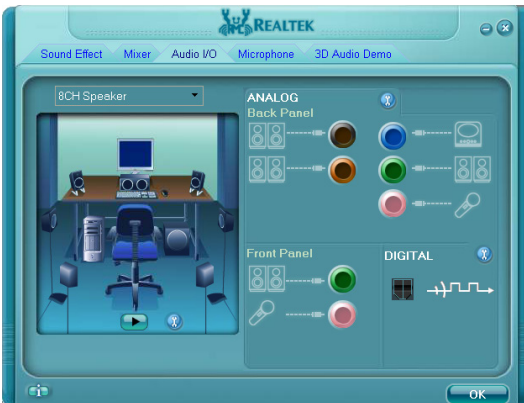 REALTEK
Sound Effect Mixer Audio I/O Microphone 3D Audio Demo
8CH Speaker
ANALOG
Back Panel
Front Panel
DIGITAL
OK